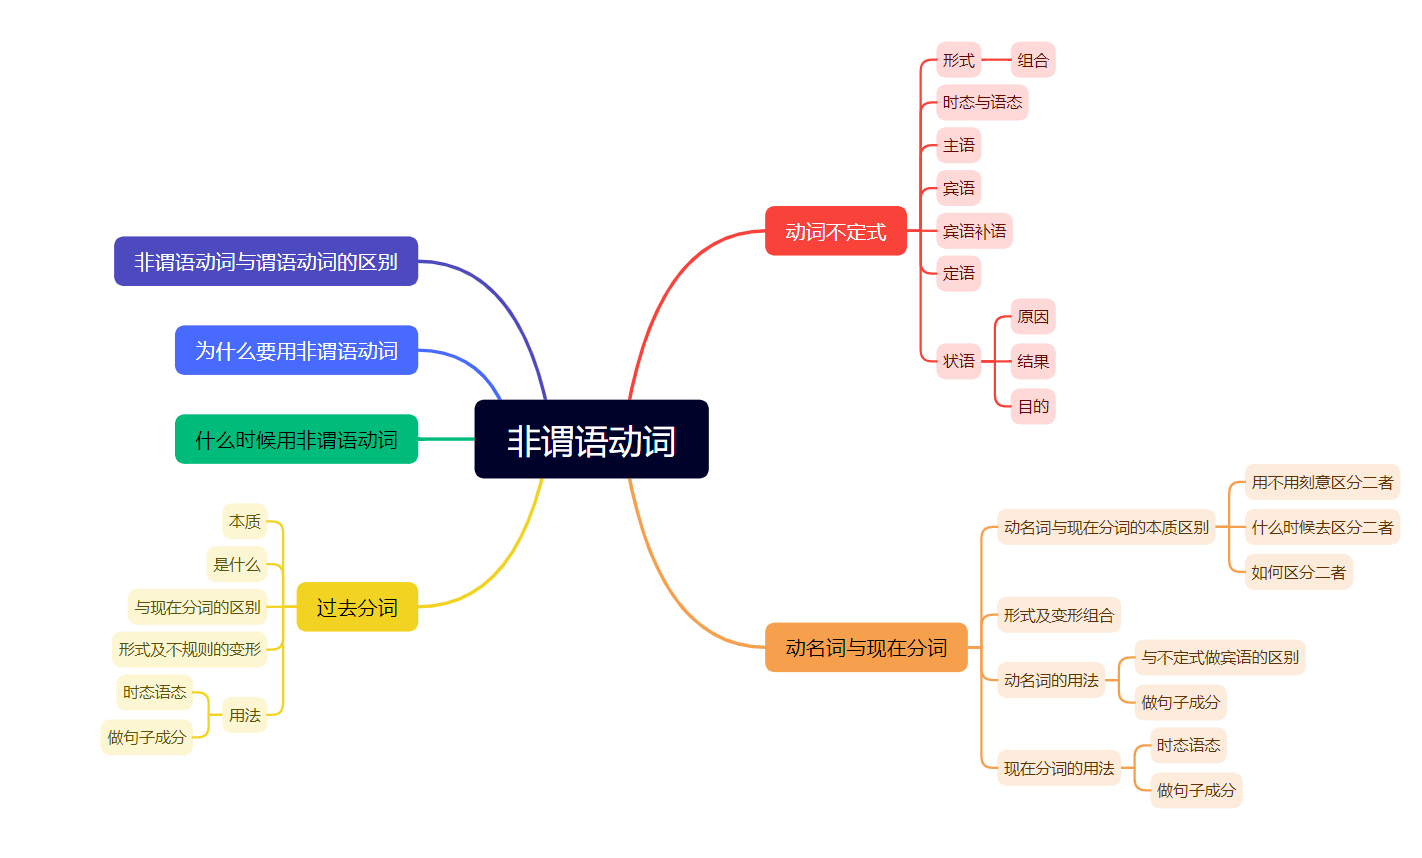 非谓语动词
动词不定式
形式
组合
时态与语态
主语
宾语
宾语补语
定语
状语
原因
结果
目的
动名词与现在分词
动名词与现在分词的本质区别
用不用刻意区分二者
什么时候去区分二者
如何区分二者
形式及变形组合
动名词的用法
与不定式做宾语的区别
做句子成分
现在分词的用法
时态语态
做句子成分
非谓语动词与谓语动词的区别
为什么要用非谓语动词
什么时候用非谓语动词
过去分词
本质
是什么
与现在分词的区别
形式及不规则的变形
用法
时态语态
做句子成分